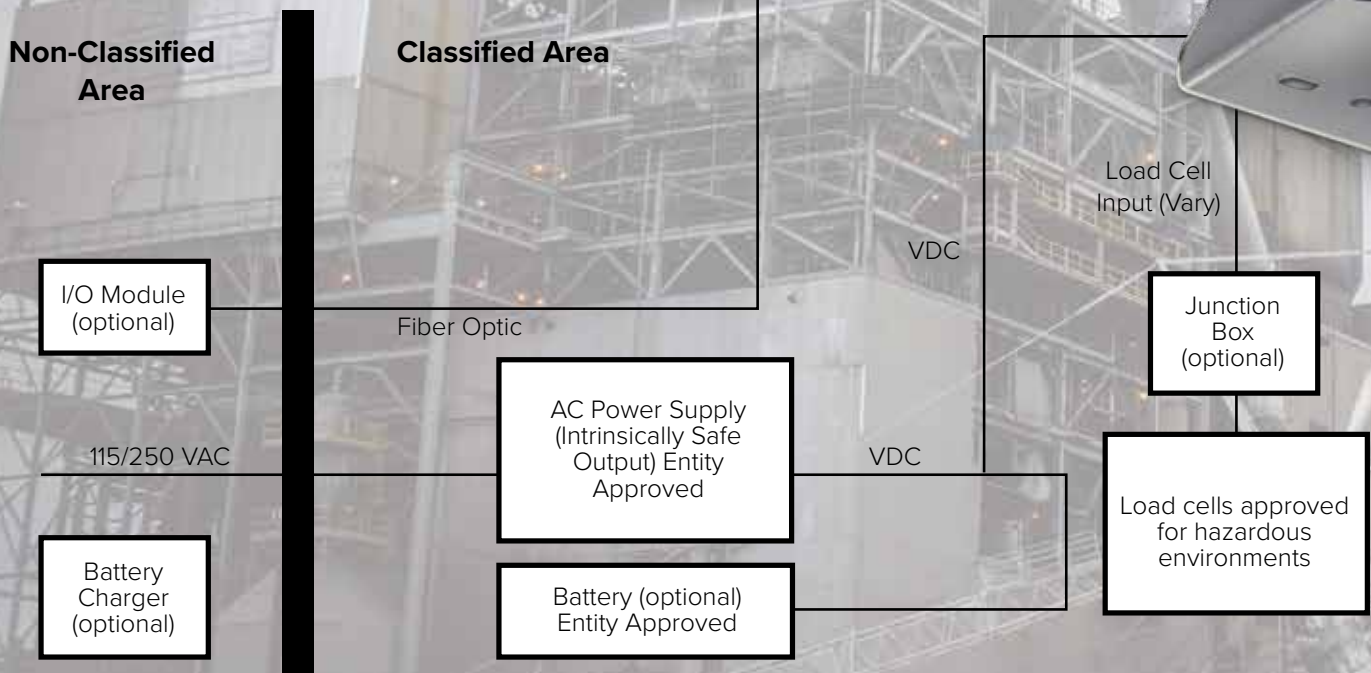 Non-Classified
Area
Classified Area
Load Cell
Input (Vary)
VDC
I/O Module
(optional)
Fiber Optic
Junction
Box
(optional)
AC Power Supply
(Intrinsically Safe
Output) Entity
Approved
115/250 VAC
VDC
Load cells approved
for hazardous
environments
Battery
Charger
(optional)
Battery (optional)
Entity Approved